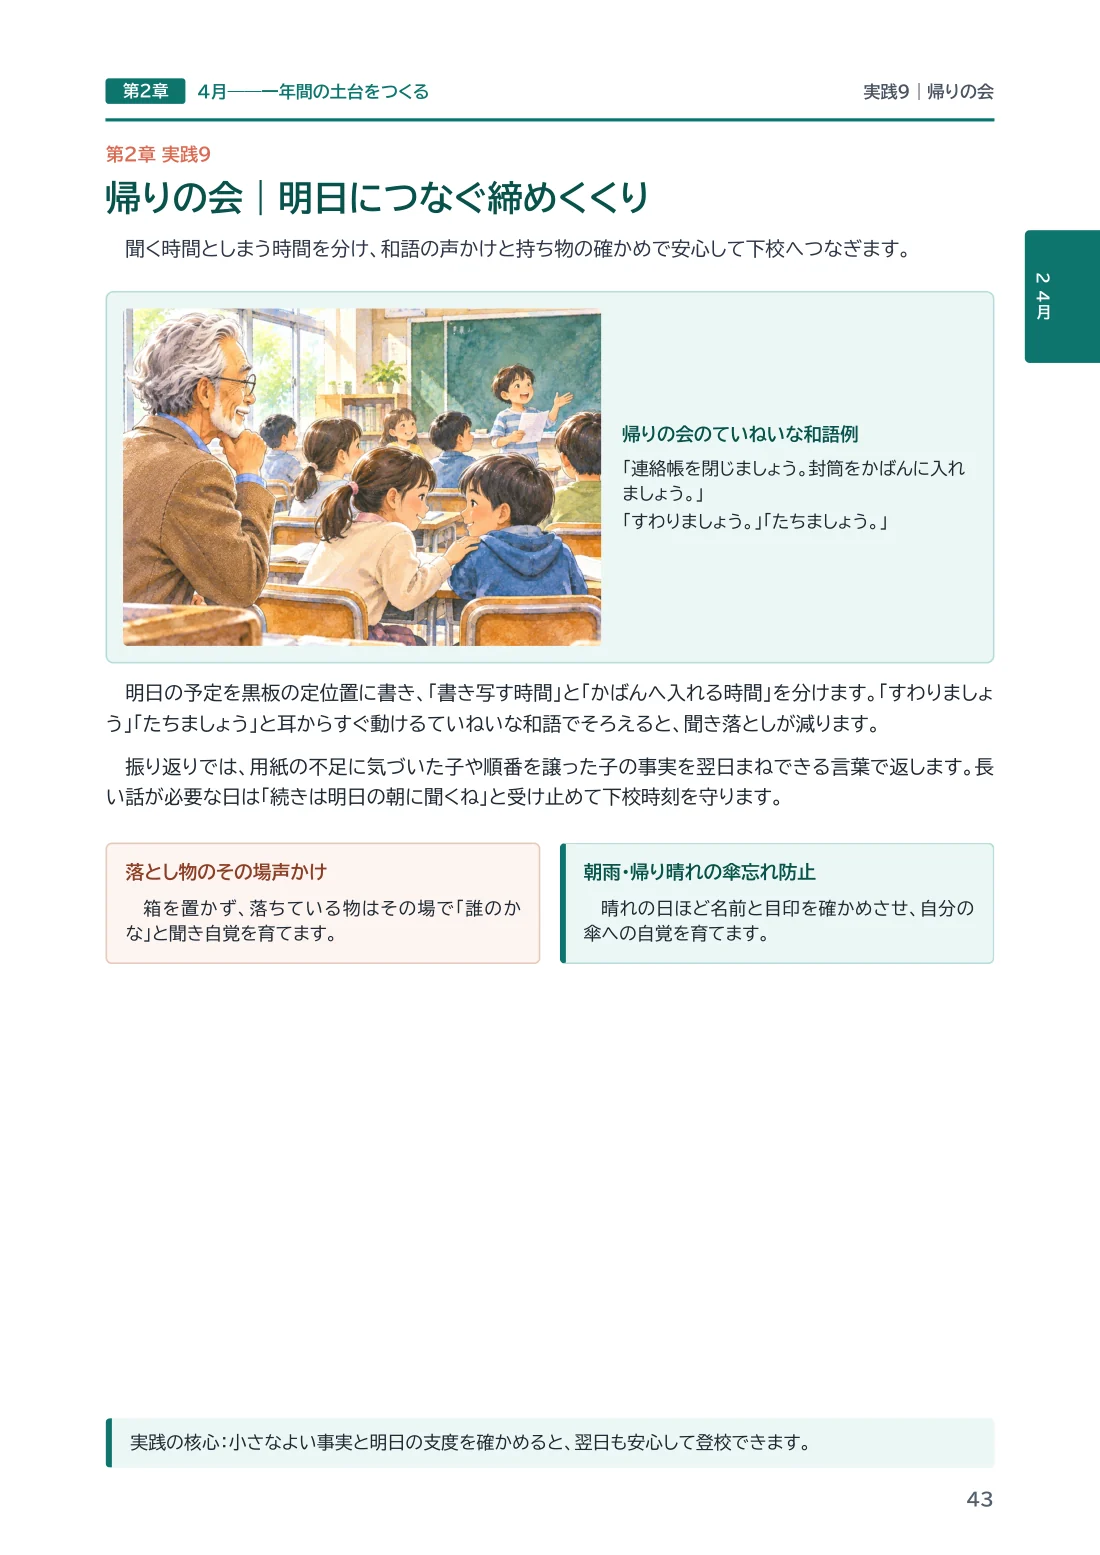 第2章 4月――一年間の土台をつくる
実践9｜帰りの会
第2章 実践9
帰りの会｜明日につなぐ締めくくり
聞く時間としまう時間を分け、和語の声かけと持ち物の確かめで安心して下校へつなぎます。
2 4月
帰りの会のていねいな和語例
「連絡帳を閉じましょう。封筒をかばんに入れ
ましょう。」
「すわりましょう。」「たちましょう。」
明日の予定を黒板の定位置に書き、「書き写す時間」と「かばんへ入れる時間」を分けます。「すわりましょ
う」「たちましょう」と耳からすぐ動けるていねいな和語でそろえると、聞き落としが減ります。
振り返りでは、用紙の不足に気づいた子や順番を譲った子の事実を翌日まねできる言葉で返します。長
い話が必要な日は「続きは明日の朝に聞くね」と受け止めて下校時刻を守ります。
落とし物のその場声かけ
箱を置かず、落ちている物はその場で「誰のか
な」と聞き自覚を育てます。
朝雨・帰り晴れの傘忘れ防止
晴れの日ほど名前と目印を確かめさせ、自分の
傘への自覚を育てます。
実践の核心：小さなよい事実と明日の支度を確かめると、翌日も安心して登校できます。
43